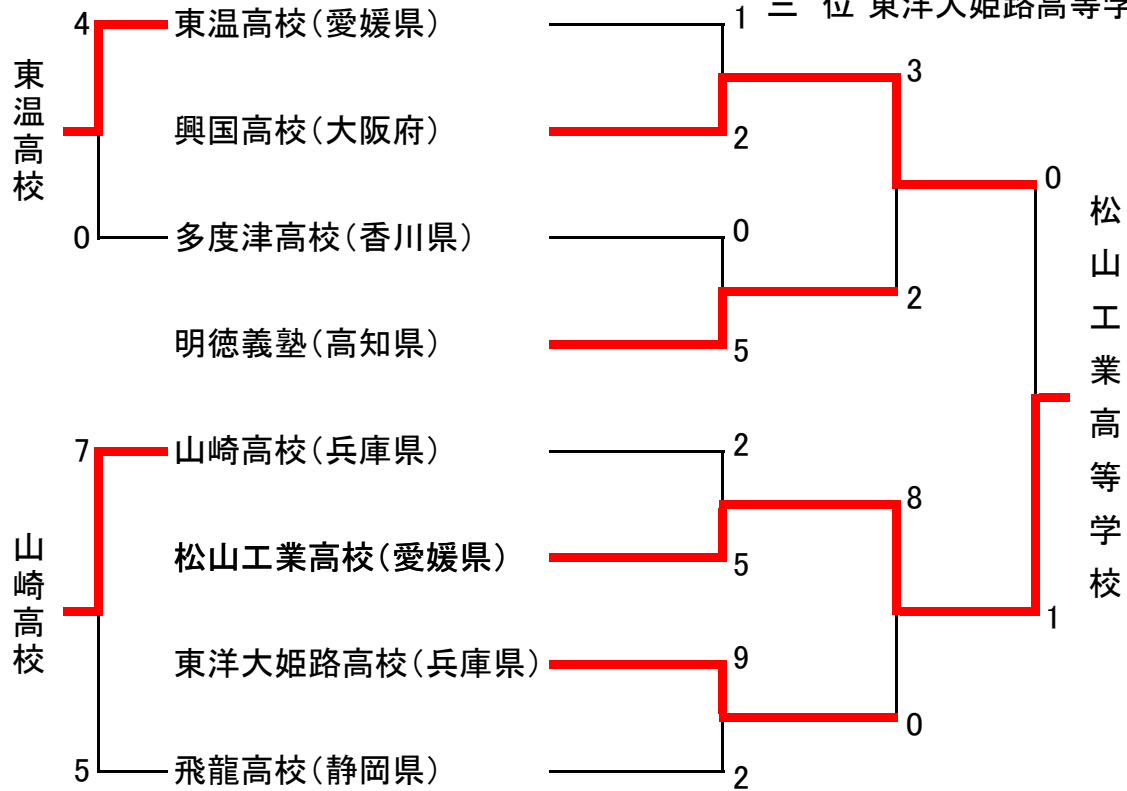 三 位 東洋大姫路高等学
4
東温高校(愛媛県)
1
3
東温高校
興国高校(大阪府)
2
0
0
多度津高校(香川県)
0
2
明徳義塾(高知県)
5
松山工業高等学校
7
山崎高校(兵庫県)
2
8
山崎高校
松山工業高校(愛媛県)
5
1
東洋大姫路高校(兵庫県)
9
0
5
飛龍高校(静岡県)
2